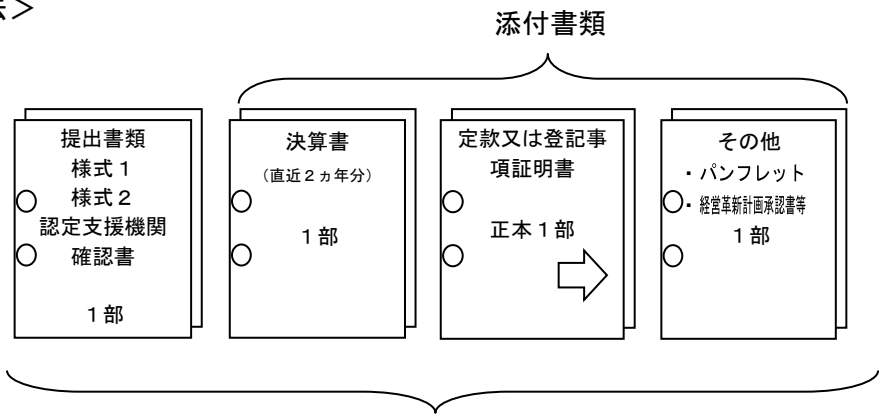 ＞
添付書類
提出書類
様式１
様式２
認定支援機関
確認書
１部
決算書
（直近２ヵ年分）
１部
定款又は登記事
項証明書
正本１部
その他
・パンフレット
・経営革新計画承認書等
１部